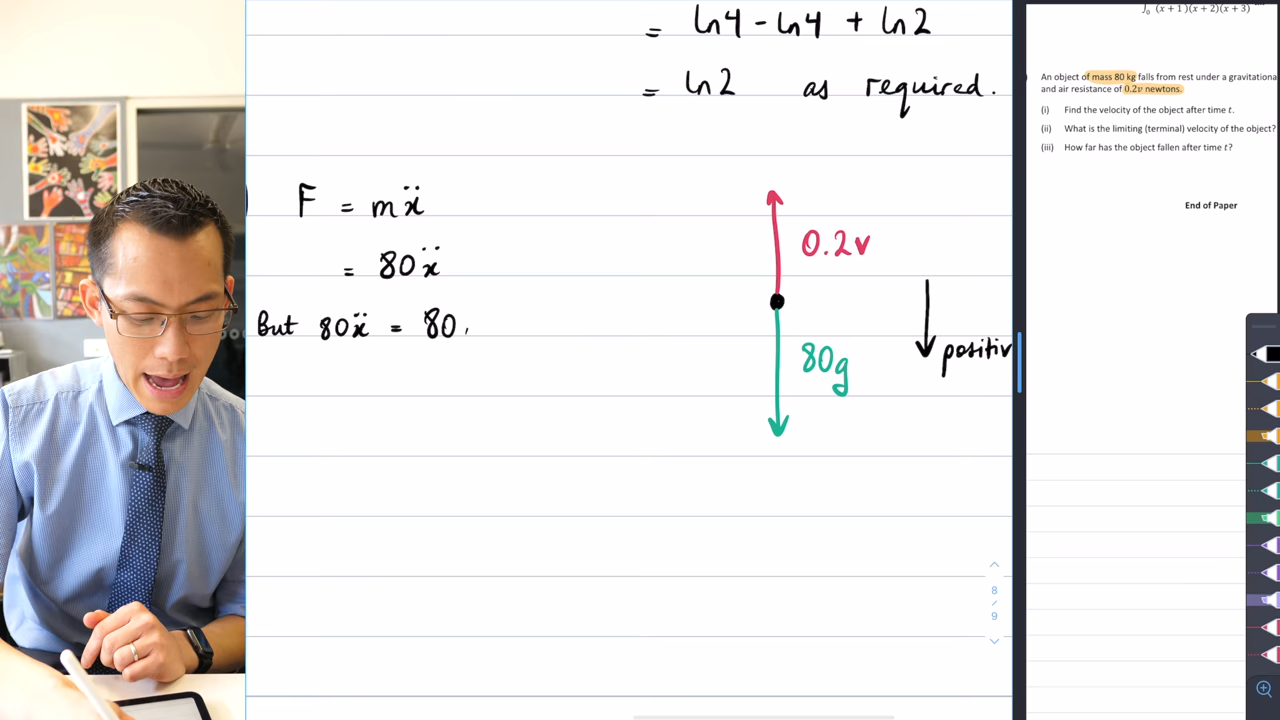 = ln4 - ln4 + ln2
= ln2 as required.
F = mẍ
= 80ẍ
But 80ẍ = 80
0.2v
80g
positiv
(x + 1)(x + 2)(x + 3)
An object of mass 80 kg falls from rest under a gravitationa
and air resistance of 0.2v newtons.
(i) Find the velocity of the object after time t.
(ii) What is the limiting (terminal) velocity of the object?
(iii) How far has the object fallen after time t?
End of Paper
8
/
9